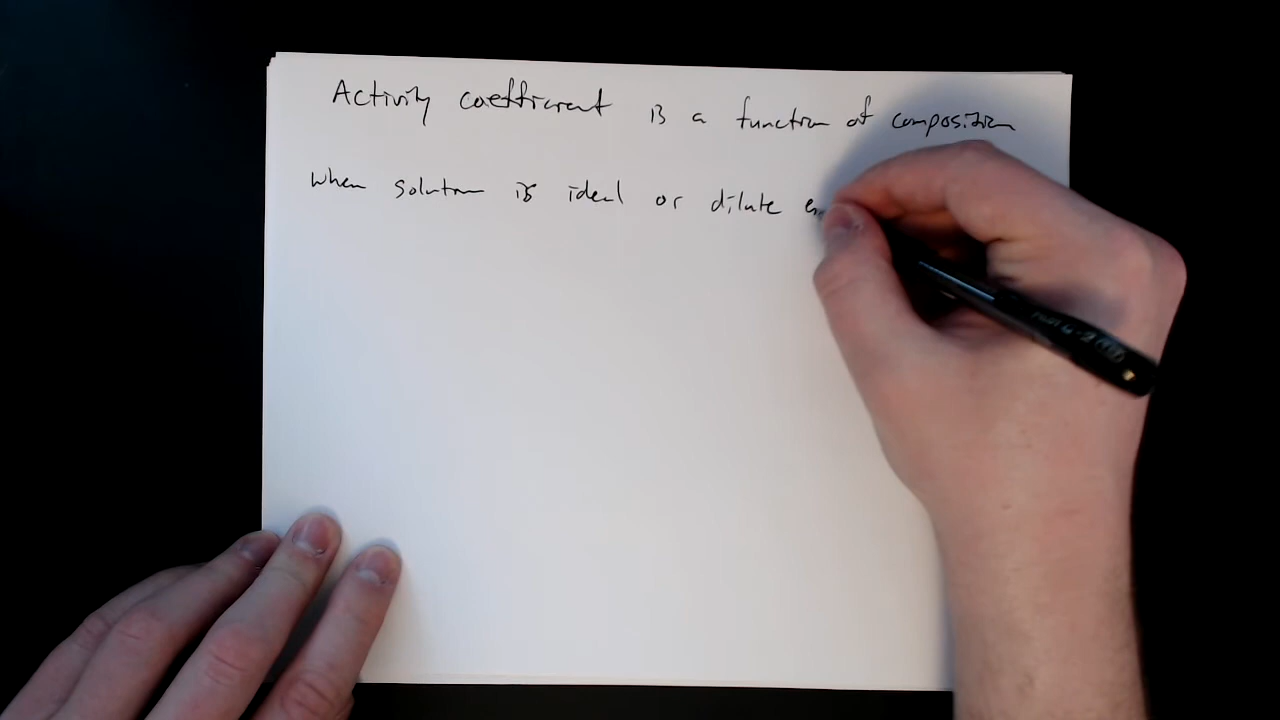 Activity coefficient is a function of composition
When solution is ideal or dilute